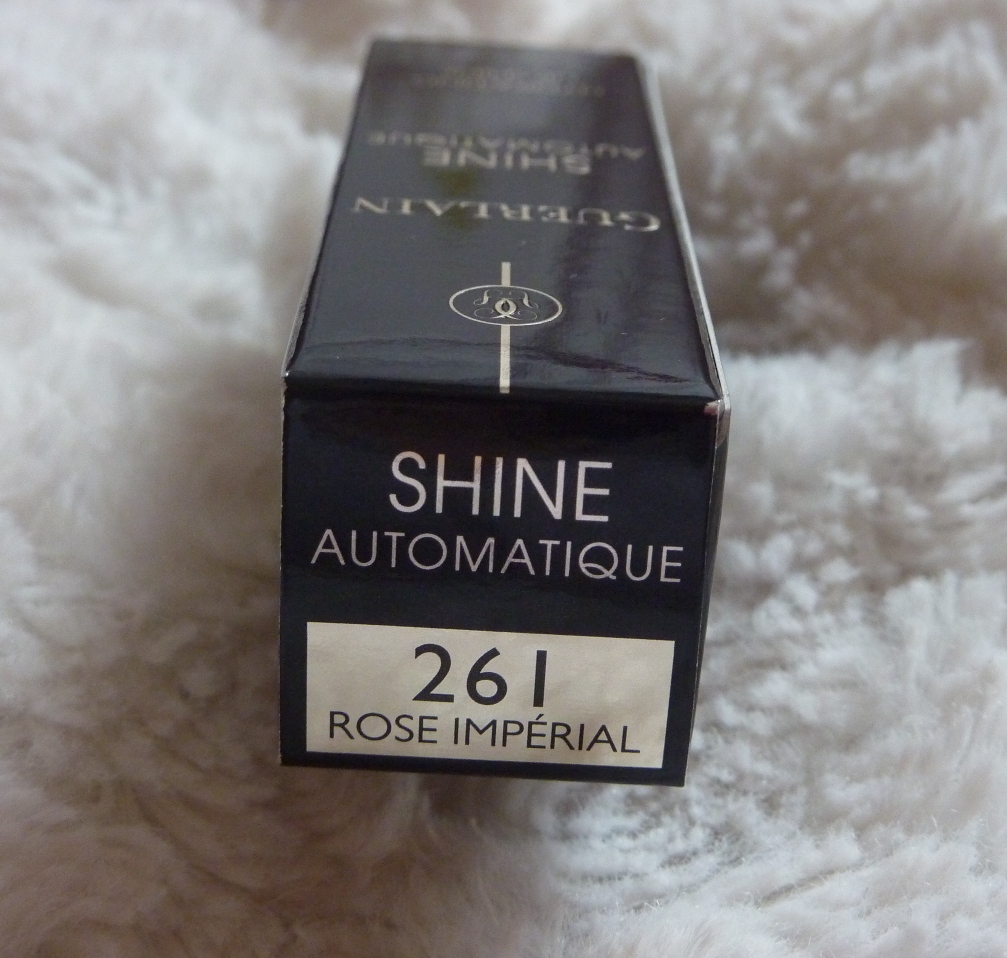 GUERLAIN
SHINE
AUTOMATIQUE
SHINE
AUTOMATIQUE
261
ROSE IMPÉRIAL